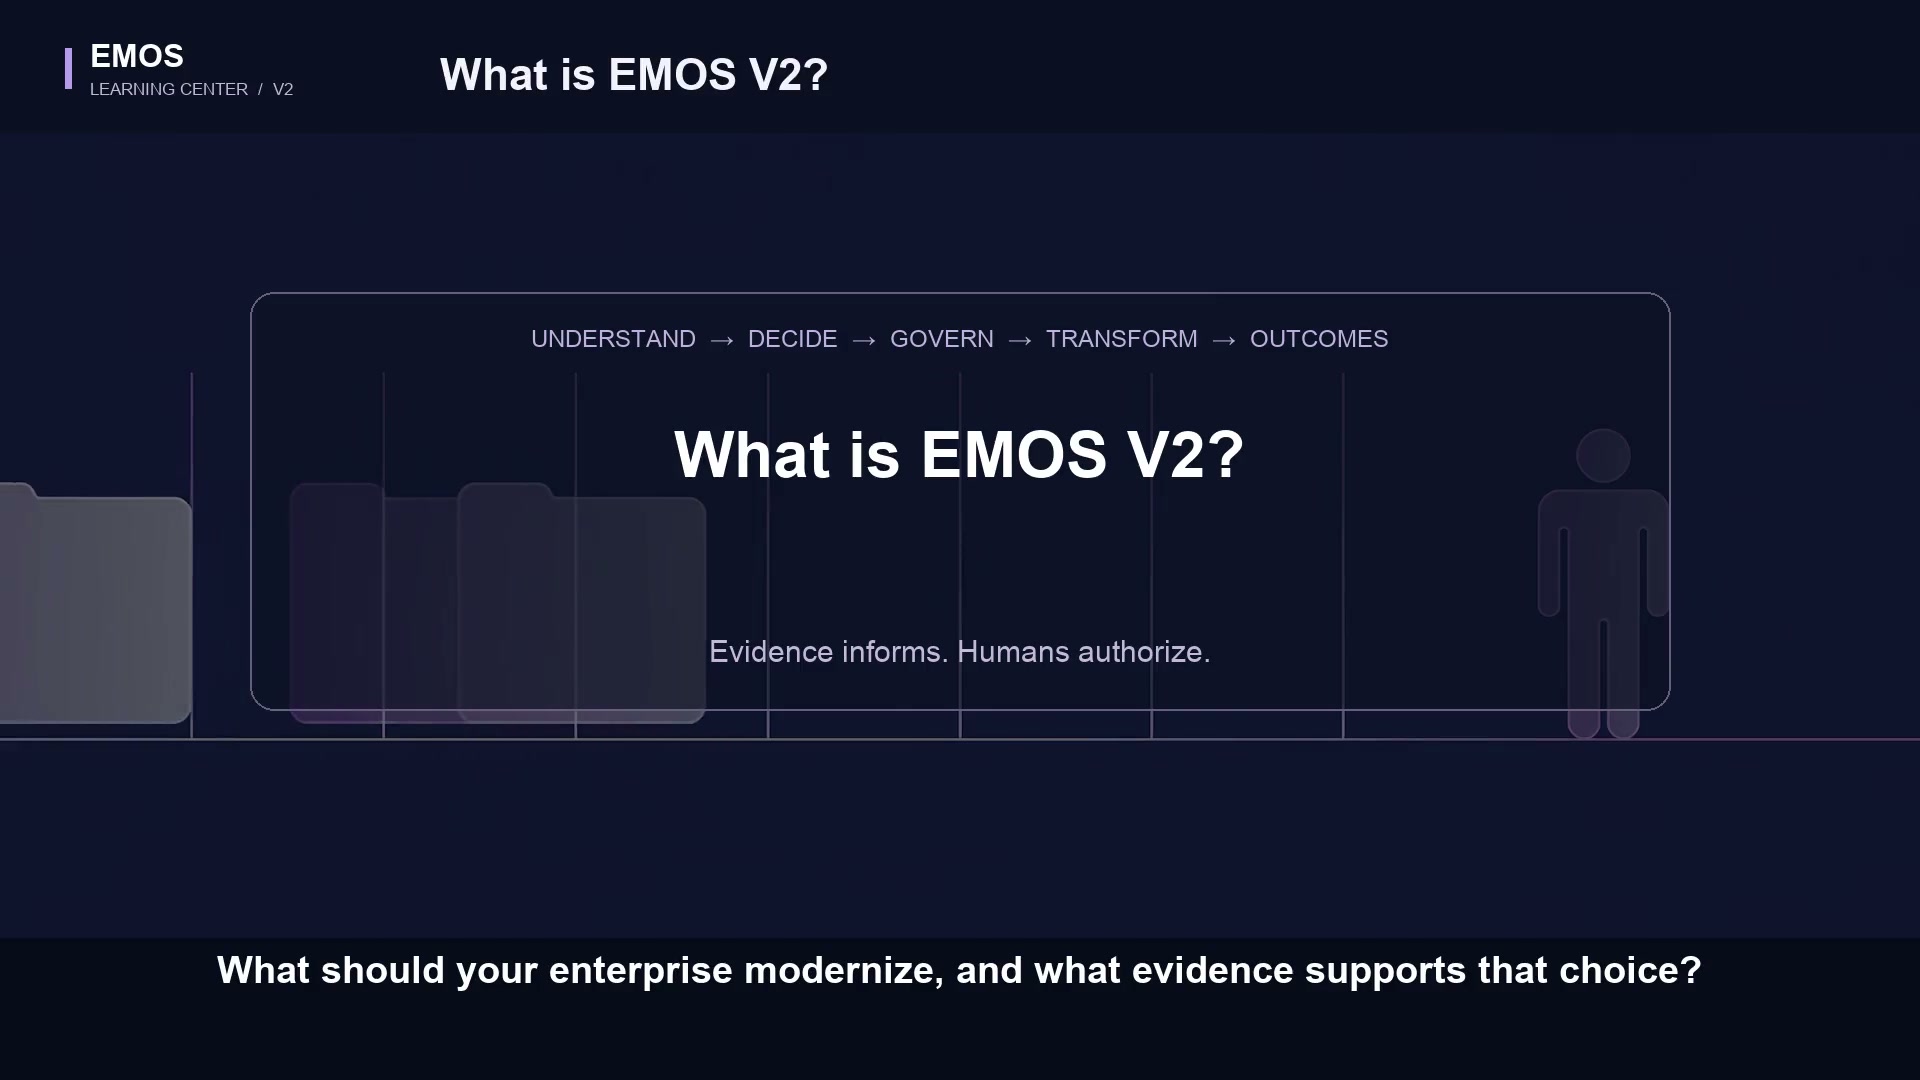 EMOS
LEARNING CENTER / V2
What is EMOS V2?
UNDERSTAND → DECIDE → GOVERN → TRANSFORM → OUTCOMES
What is EMOS V2?
Evidence informs. Humans authorize.
What should your enterprise modernize, and what evidence supports that choice?